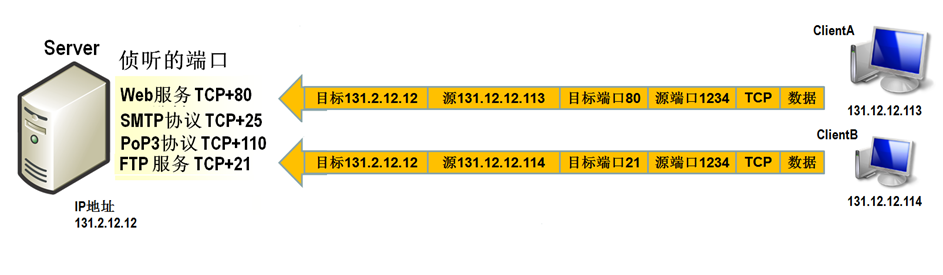 Server
侦听的端口
Web服务 TCP+80
SMTP协议 TCP+25
PoP3协议 TCP+110
FTP 服务 TCP+21
IP地址
131.2.12.12
目标131.2.12.12 源131.12.12.113 目标端口80 源端口1234 TCP 数据
ClientA
131.12.12.113
目标131.2.12.12 源131.12.12.114 目标端口21 源端口1234 TCP 数据
ClientB
131.12.12.114